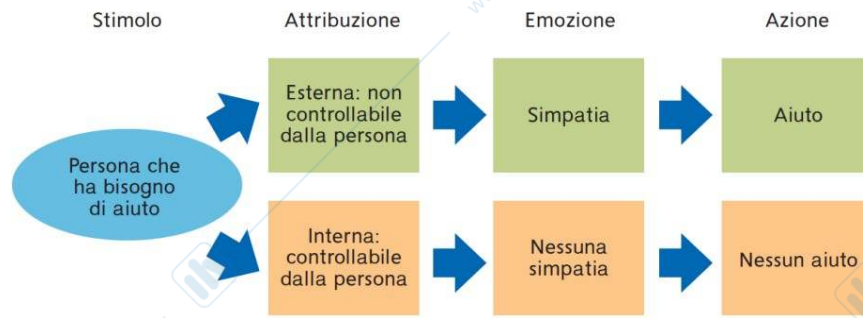 Stimolo
Attribuzione
Emozione
Azione
Persona che
ha bisogno
di aiuto
Esterna: non
controllabile
dalla persona
Simpatia
Aiuto
Interna:
controllabile
dalla persona
Nessuna
simpatia
Nessun aiuto